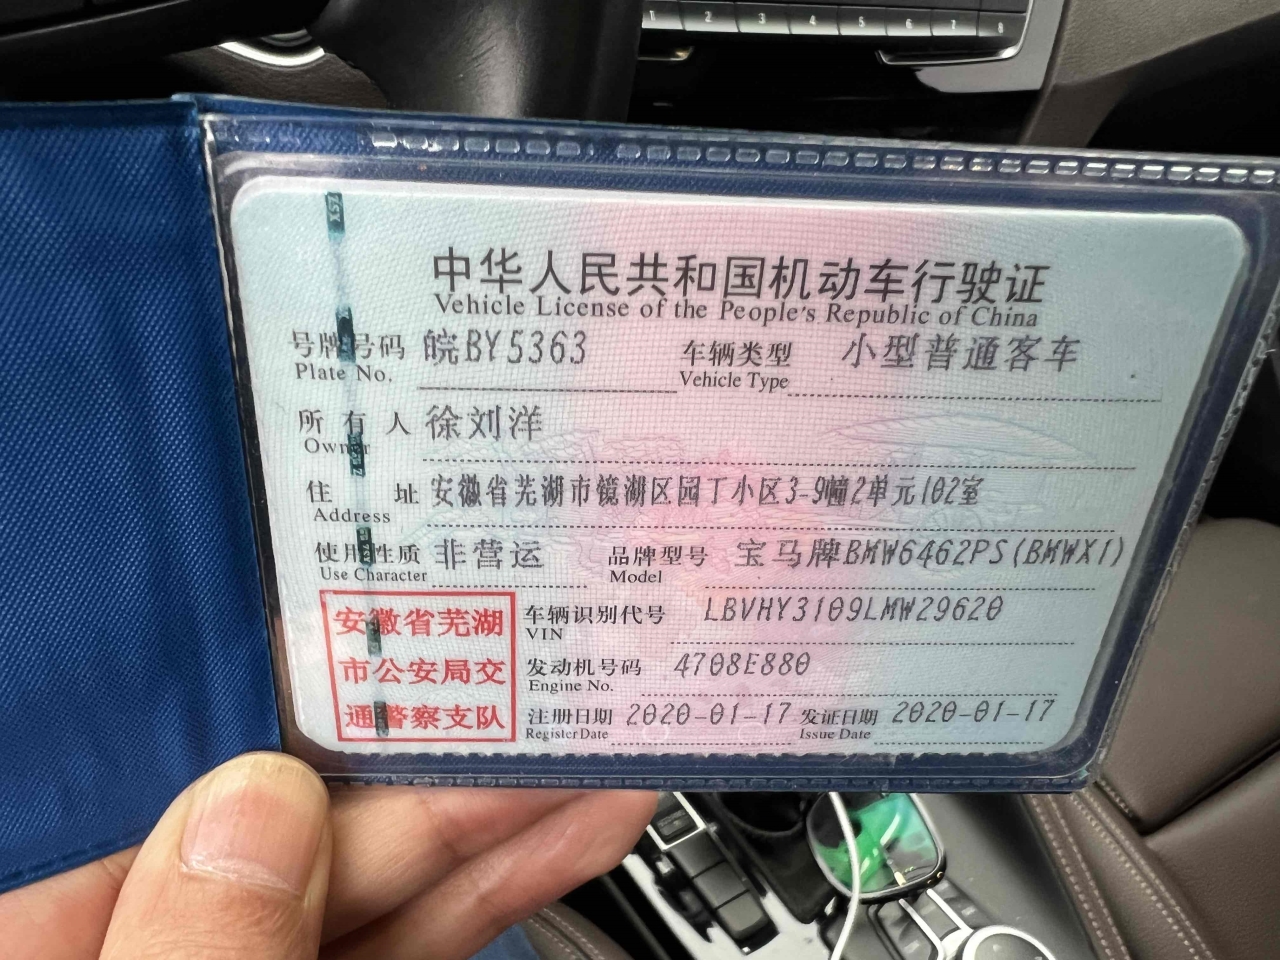 1 2 3 4 5 6 7 8
中华人民共和国机动车行驶证
Vehicle License of the People's Republic of China
号牌号码 皖BY5363 车辆类型 小型普通客车
Plate No. Vehicle Type
所有人 徐刘洋
Owner
住址 安徽省芜湖市镜湖区园丁小区3-9幢2单元102室
Address
使用性质 非营运 品牌型号 宝马牌BMW6462PS(BMWX1)
Use Character Model
安徽省芜湖
市公安局交
通警察支队
车辆识别代号 LBVHY3109LMW29620
VIN
发动机号码 4708E880
Engine No.
注册日期 2020-01-17 发证日期 2020-01-17
Register Date Issue Date